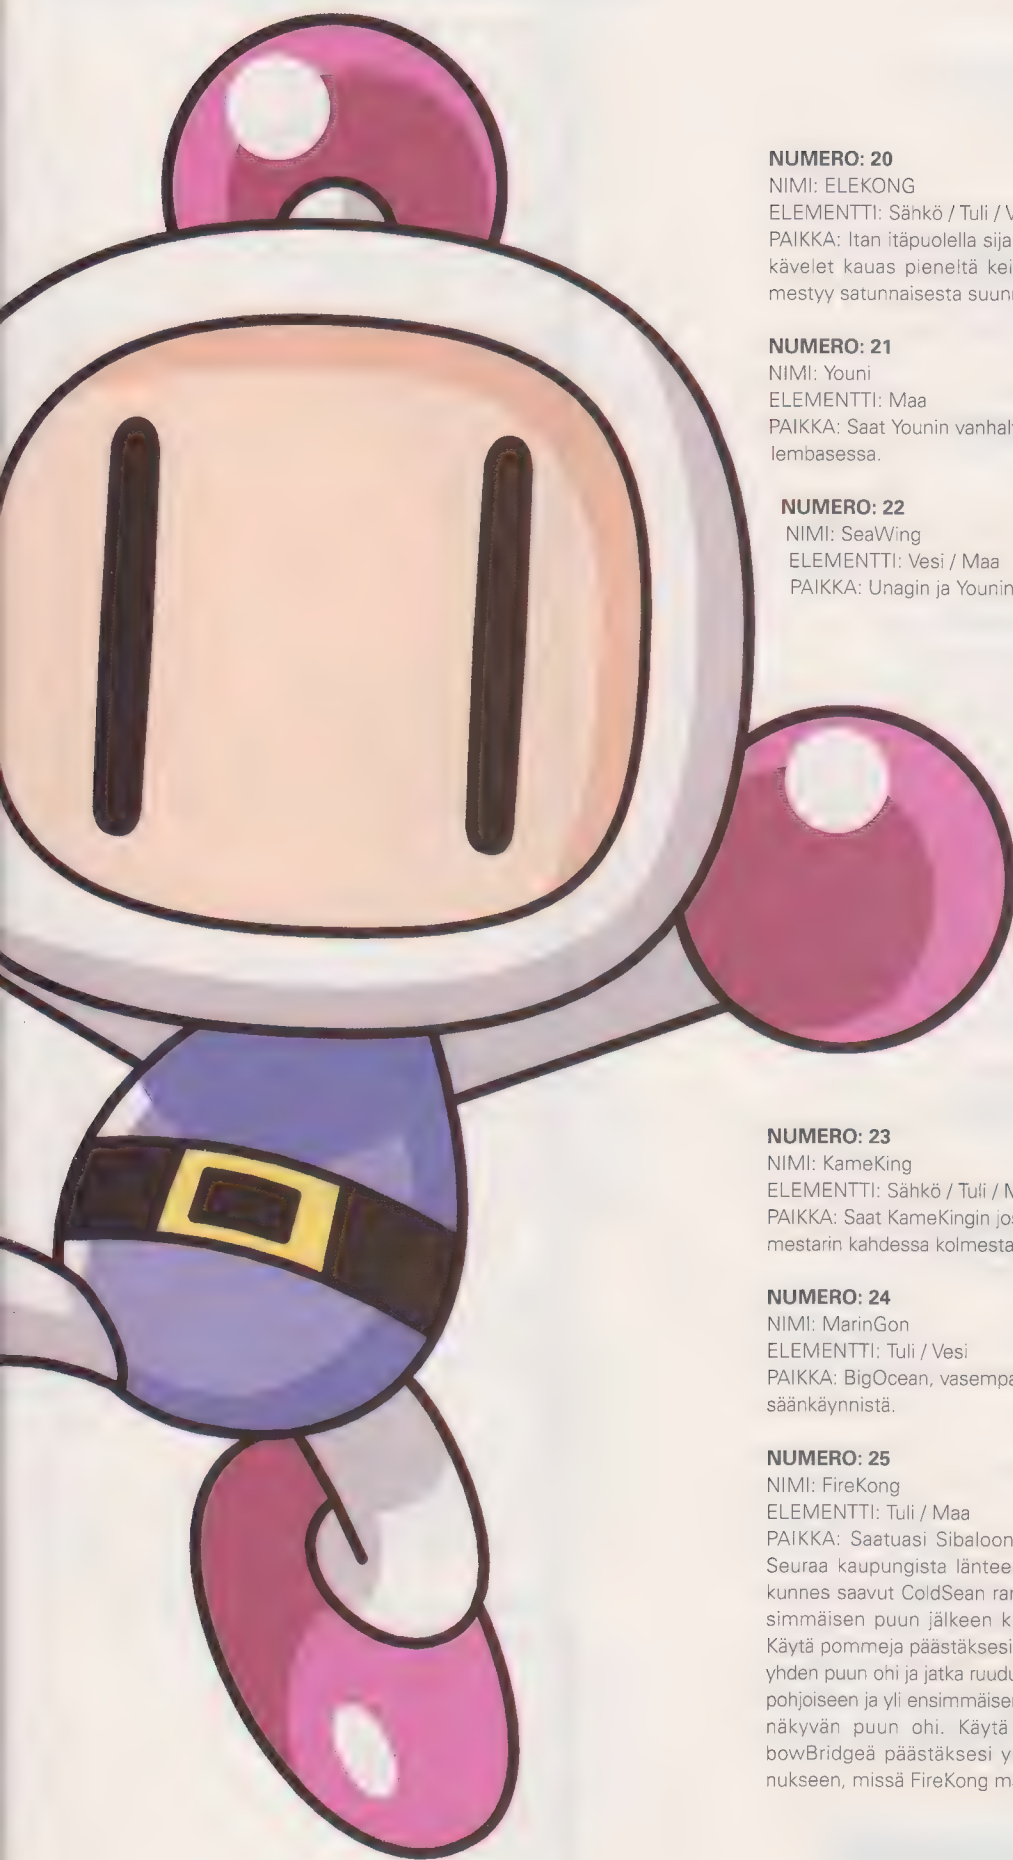 NUMERO: 20
NIMI: ELEKONG
ELEMENTTI: Sähkö / Tuli / V
PAIKKA: Itan itäpuolella sija
kävelet kauas pieneltä kei
mestyy satunnaisesta suun
NUMERO: 21
NIMI: Youni
ELEMENTTI: Maa
PAIKKA: Saat Younin vanhal
lembasessa.
NUMERO: 22
NIMI: SeaWing
ELEMENTTI: Vesi / Maa
PAIKKA: Unagin ja Younin
NUMERO: 23
NIMI: KameKing
ELEMENTTI: Sähkö / Tuli / M
PAIKKA: Saat KameKingin jos
mestarin kahdessa kolmesta
NUMERO: 24
NIMI: MarinGon
ELEMENTTI: Tuli / Vesi
PAIKKA: BigOcean, vasempa
säänkäynnistä.
NUMERO: 25
NIMI: FireKong
ELEMENTTI: Tuli / Maa
PAIKKA: Saatuasi Sibaloon
Seuraa kaupungista läntee
kunnes saavut ColdSean ran
simmäisen puun jälkeen k
Käytä pommeja päästäksesi
yhden puun ohi ja jatka ruudu
pohjoiseen ja yli ensimmäisen
näkyvän puun ohi. Käytä
bowBridgeä päästäksesi y
nukseen, missä FireKong m